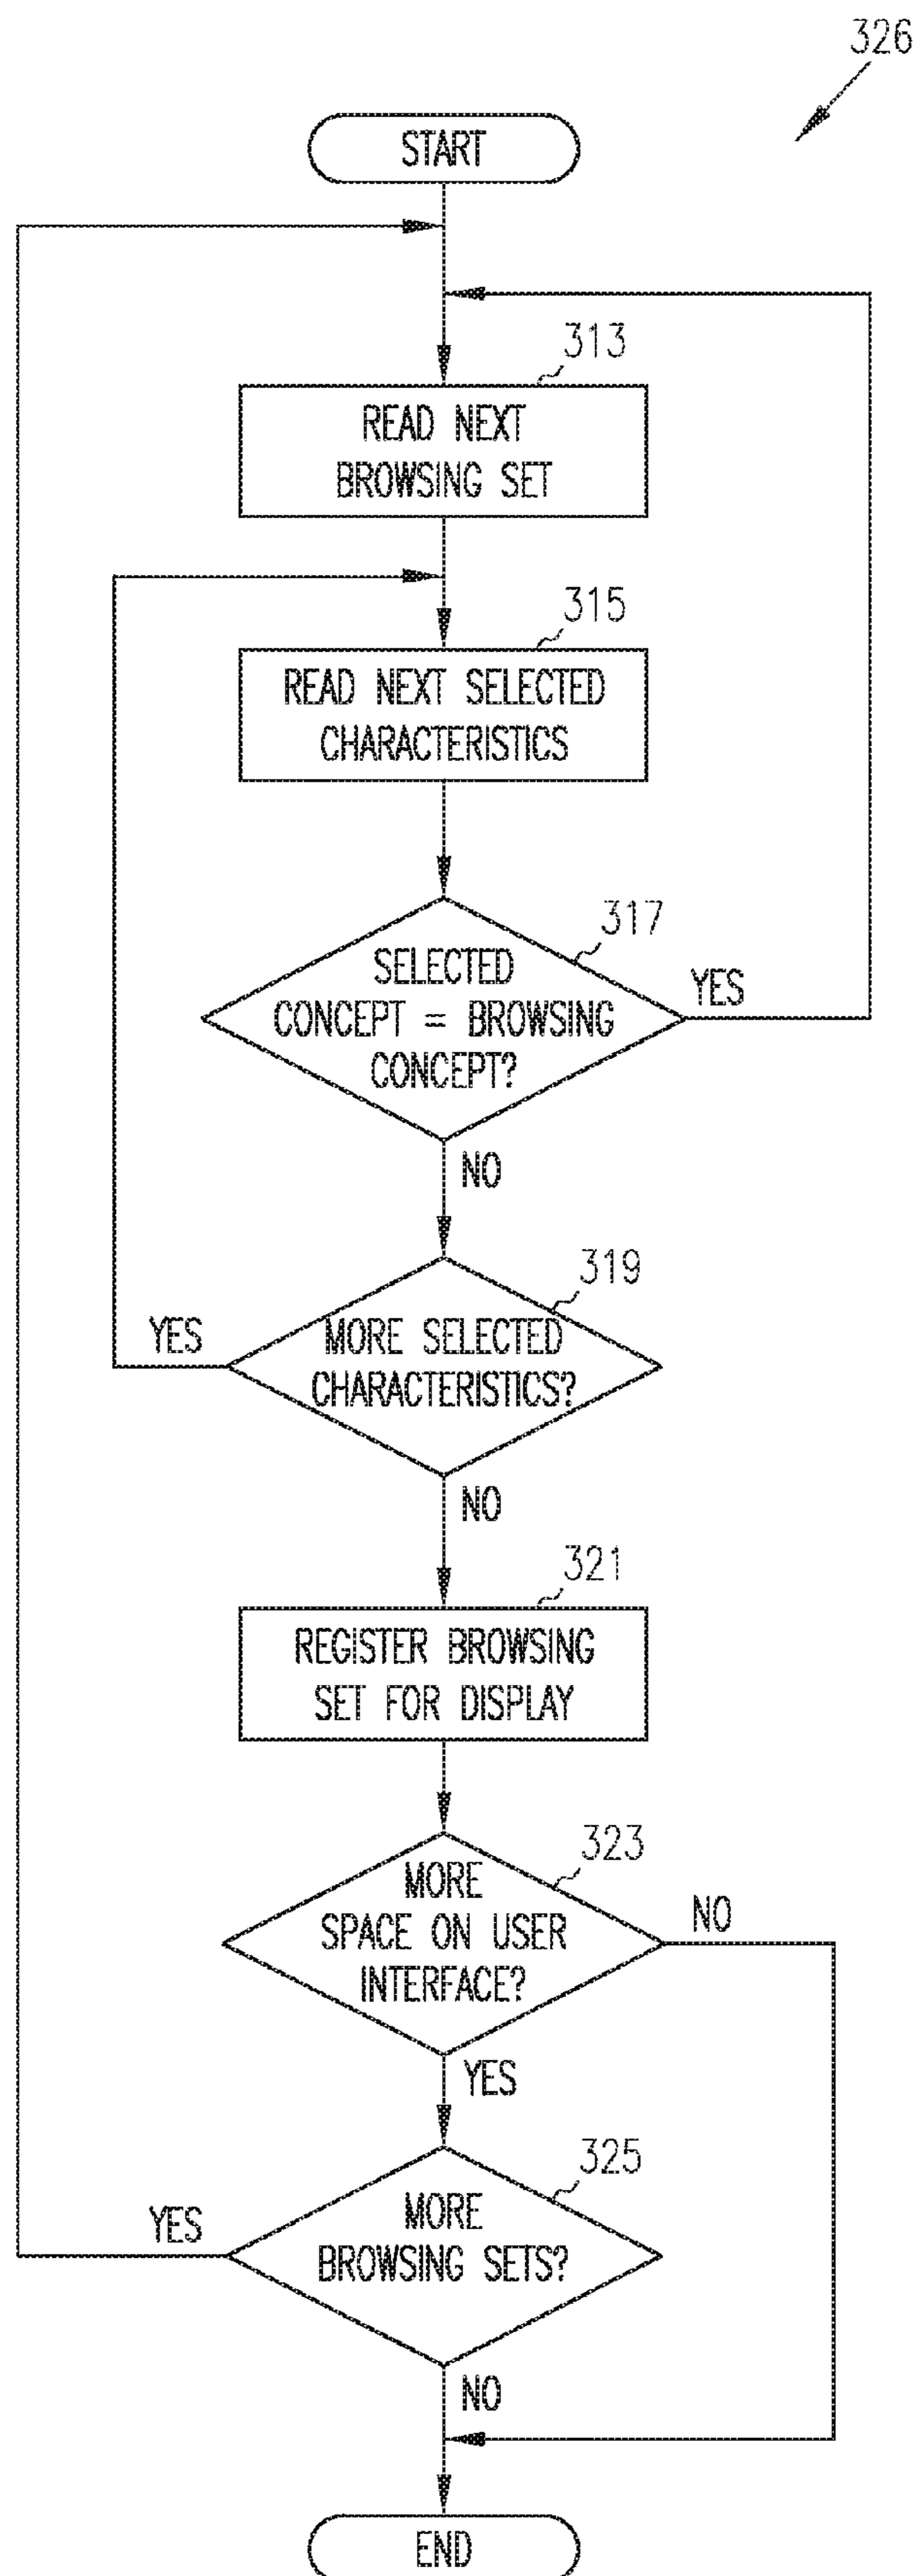 326
START
313
READ NEXT
BROWSING SET
315
READ NEXT SELECTED
CHARACTERISTICS
317
SELECTED
CONCEPT = BROWSING
CONCEPT?
YES
NO
319
MORE SELECTED
CHARACTERISTICS?
YES
NO
321
REGISTER BROWSING
SET FOR DISPLAY
323
MORE
SPACE ON USER
INTERFACE?
NO
YES
325
MORE
BROWSING SETS?
YES
NO
END